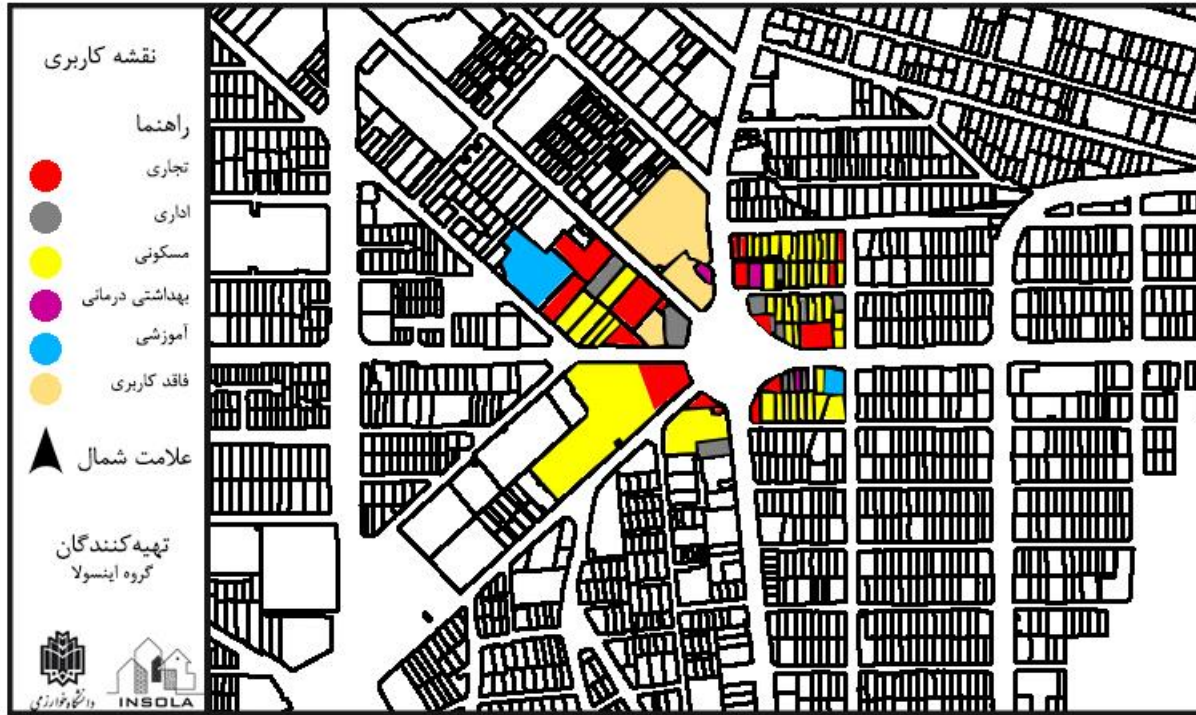 نقشه کاربری
راهنما
تجاری
اداری
مسکونی
بهداشتی درمانی
آموزشی
فاقد کاربری
علامت شمال
تهیه‌کنندگان
گروه اینسولا
دانشگاه خوارزمی
INSOLA